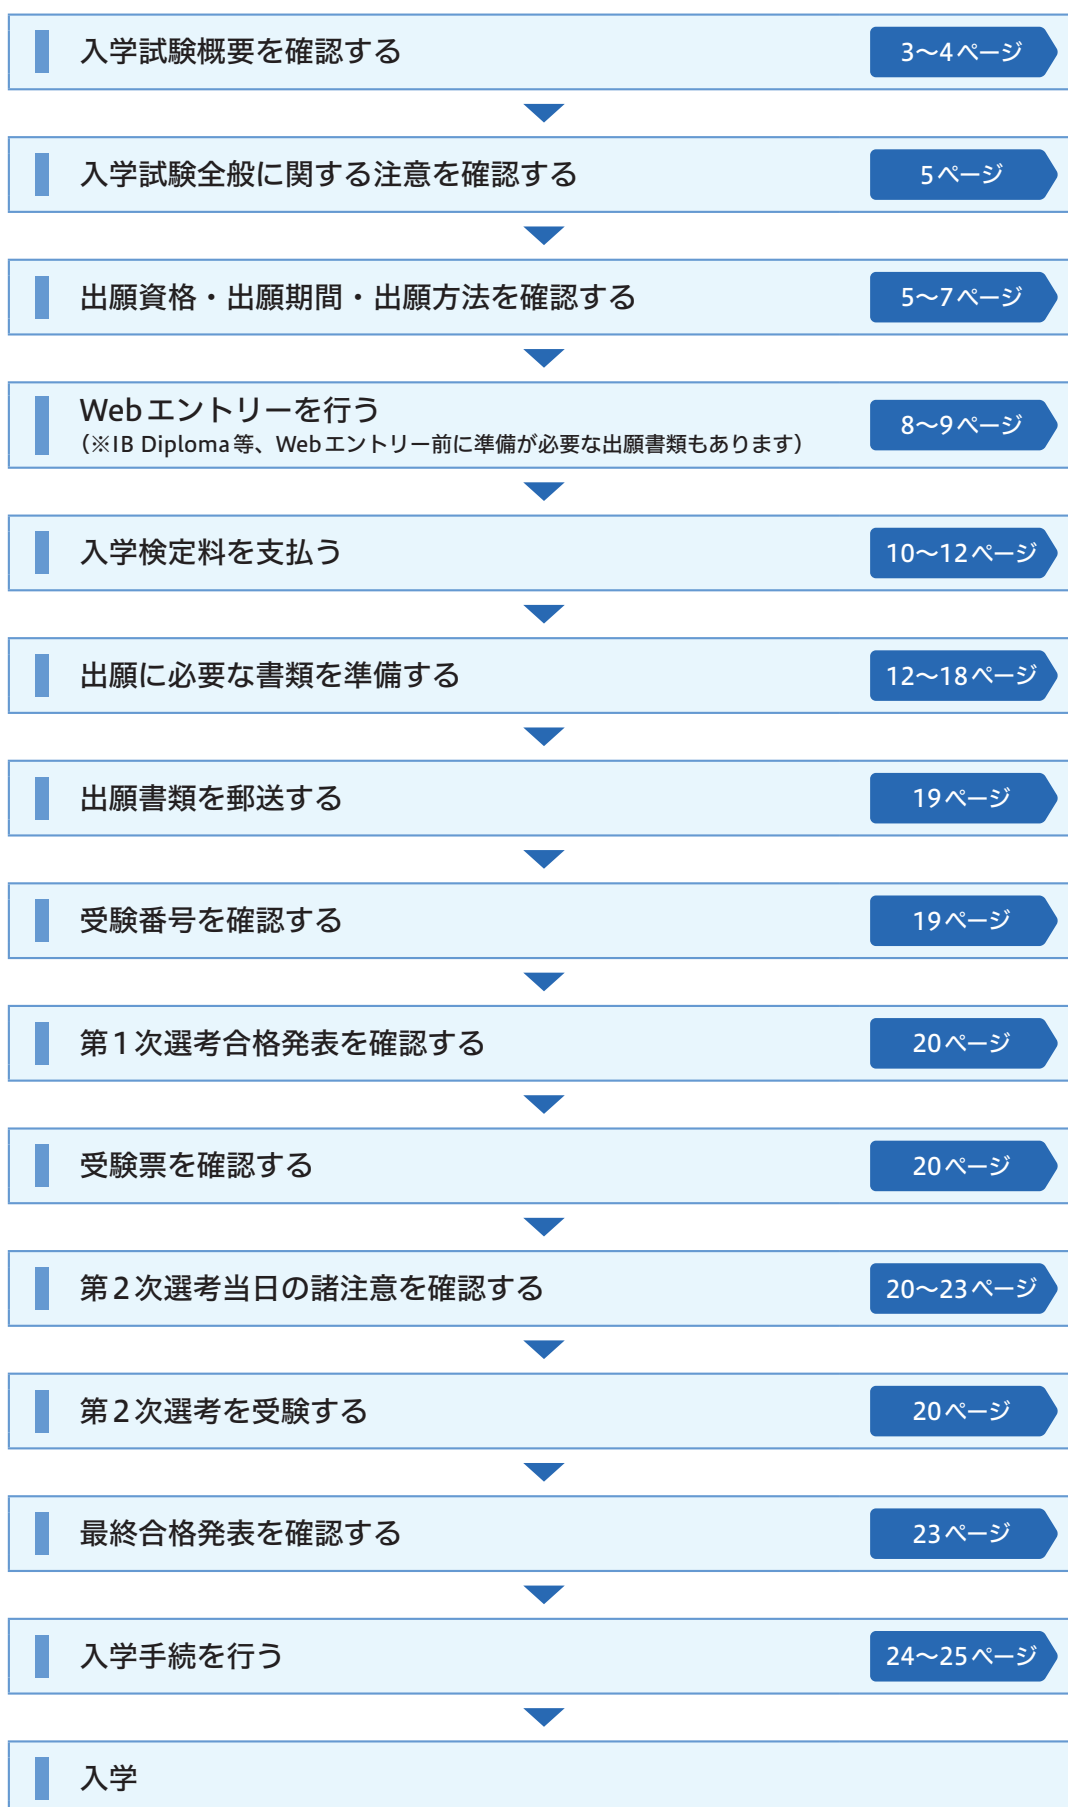 入学試験概要を確認する 3～4ページ
入学試験全般に関する注意を確認する 5ページ
出願資格・出願期間・出願方法を確認する 5～7ページ
Webエントリーを行う 8～9ページ
（※IB Diploma等、Webエントリー前に準備が必要な出願書類もあります）
入学検定料を支払う 10～12ページ
出願に必要な書類を準備する 12～18ページ
出願書類を郵送する 19ページ
受験番号を確認する 19ページ
第1次選考合格発表を確認する 20ページ
受験票を確認する 20ページ
第2次選考当日の諸注意を確認する 20～23ページ
第2次選考を受験する 20ページ
最終合格発表を確認する 23ページ
入学手続を行う 24～25ページ
入学